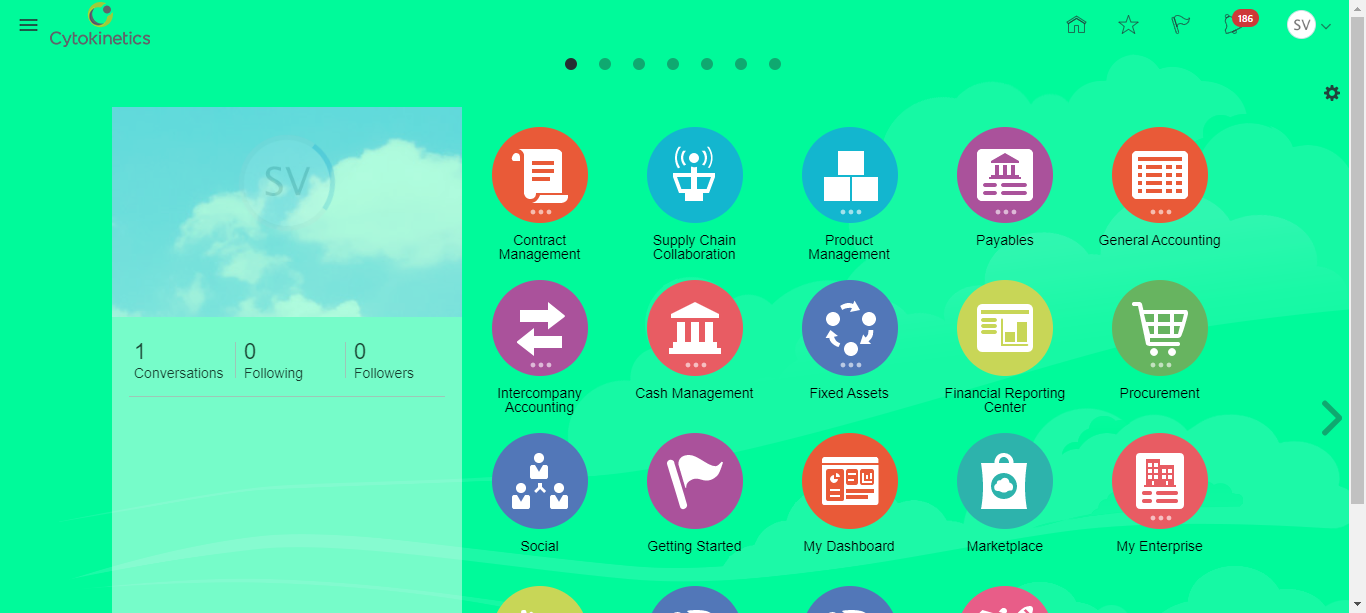 Cytokinetics
186
SV
SV
1
Conversations
0
Following
0
Followers
Contract
Management
Supply Chain
Collaboration
Product
Management
Payables
General Accounting
Intercompany
Accounting
Cash Management
Fixed Assets
Financial Reporting
Center
Procurement
Social
Getting Started
My Dashboard
Marketplace
My Enterprise